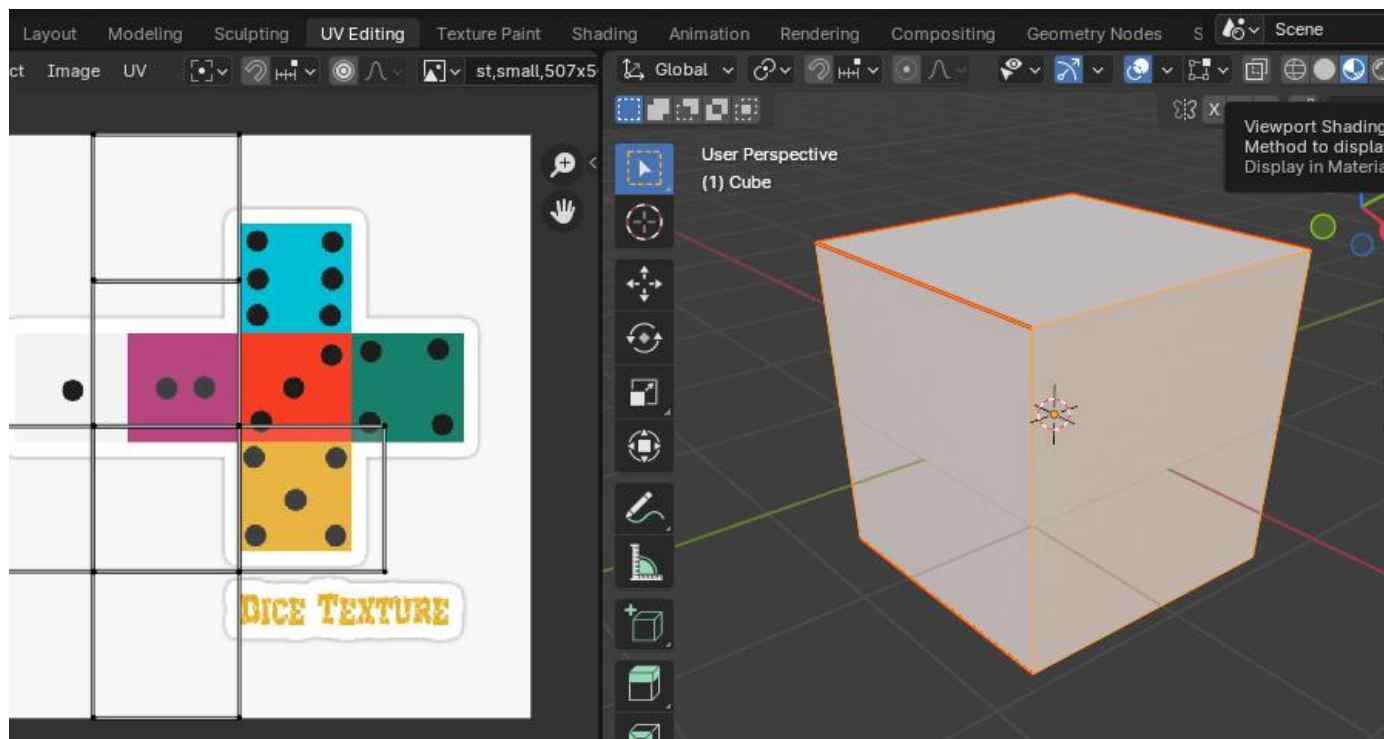 Layout Modeling Sculpting UV Editing Texture Paint Shading Animation Rendering Compositing Geometry Nodes S Scene
ct Image UV st,small,507x5 Global
X
Viewport Shading
Method to displa
Display in Materia
User Perspective
(1) Cube
DICE TEXTURE